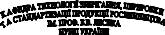 КАФЕДРА ТЕХНОЛОГІЇ ЗБЕРІГАННЯ, ПЕРЕРОБКИ
ТА СТАНДАРТИЗАЦІЇ ПРОДУКЦІЇ РОСЛИННИЦТВА
ІМ. ПРОФ. Б.В. ЛЕСИКА
НУБІП УКРАЇНИ